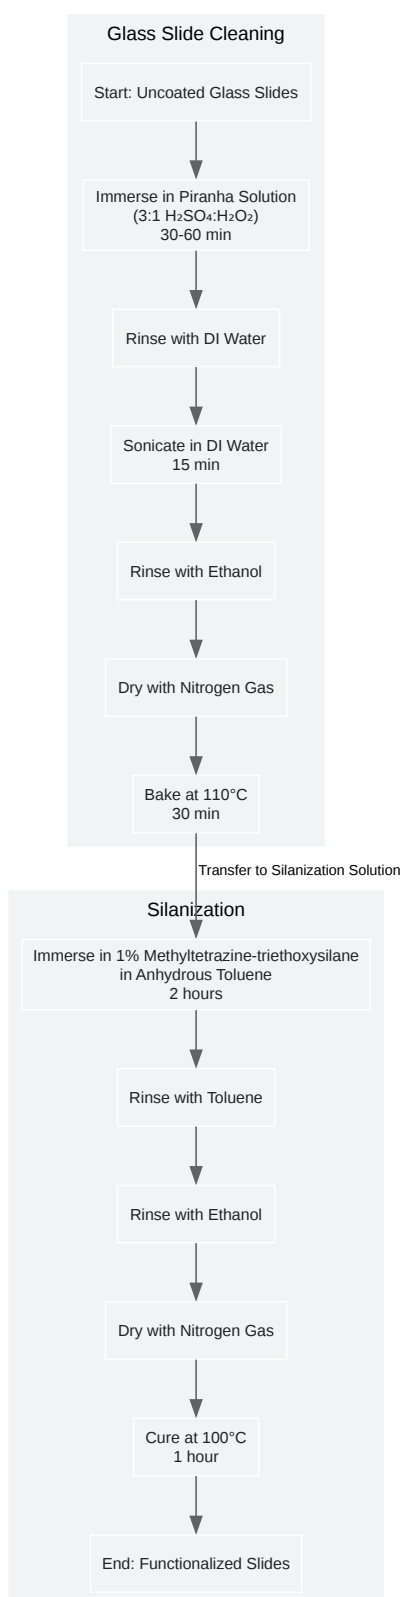 Glass Slide Cleaning
Start: Uncoated Glass Slides
Immerse in Piranha Solution
(3:1 H₂SO₄:H₂O₂)
30-60 min
Rinse with DI Water
Sonicate in DI Water
15 min
Rinse with Ethanol
Dry with Nitrogen Gas
Bake at 110°C
30 min
Transfer to Silanization Solution
Silanization
Immerse in 1% Methyltetrazine-triethoxysilane
in Anhydrous Toluene
2 hours
Rinse with Toluene
Rinse with Ethanol
Dry with Nitrogen Gas
Cure at 100°C
1 hour
End: Functionalized Slides